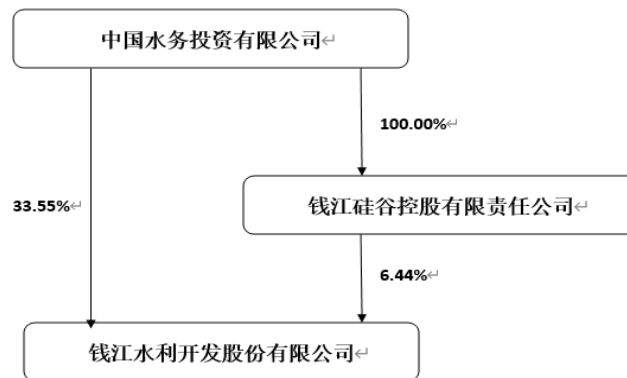 中国水务投资有限公司
100.00%
33.55%
钱江硅谷控股有限责任公司
6.44%
钱江水利开发股份有限公司